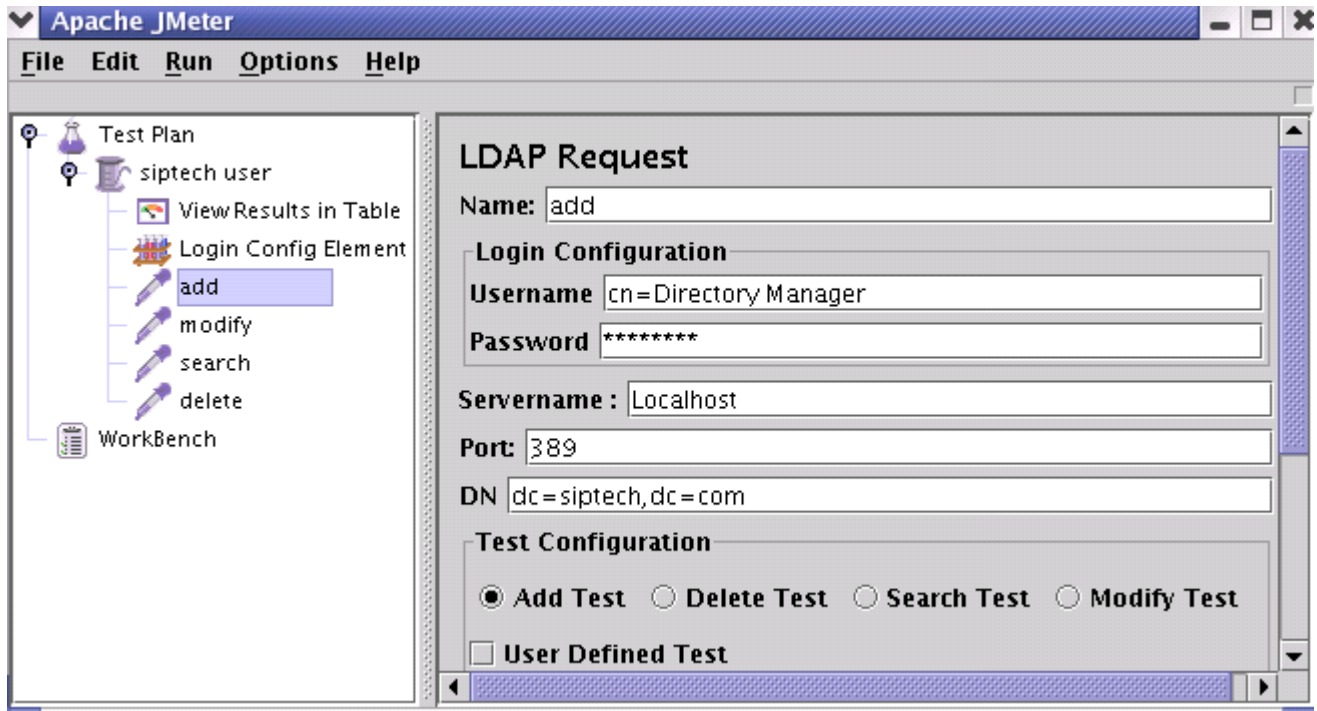 Apache JMeter
File Edit Run Options Help
Test Plan
siptech user
View Results in Table
Login Config Element
add
modify
search
delete
WorkBench
LDAP Request
Name: add
Login Configuration
Username cn=Directory Manager
Password ********
Servername : Localhost
Port: 389
DN dc=siptech,dc=com
Test Configuration
Add Test Delete Test Search Test Modify Test
User Defined Test